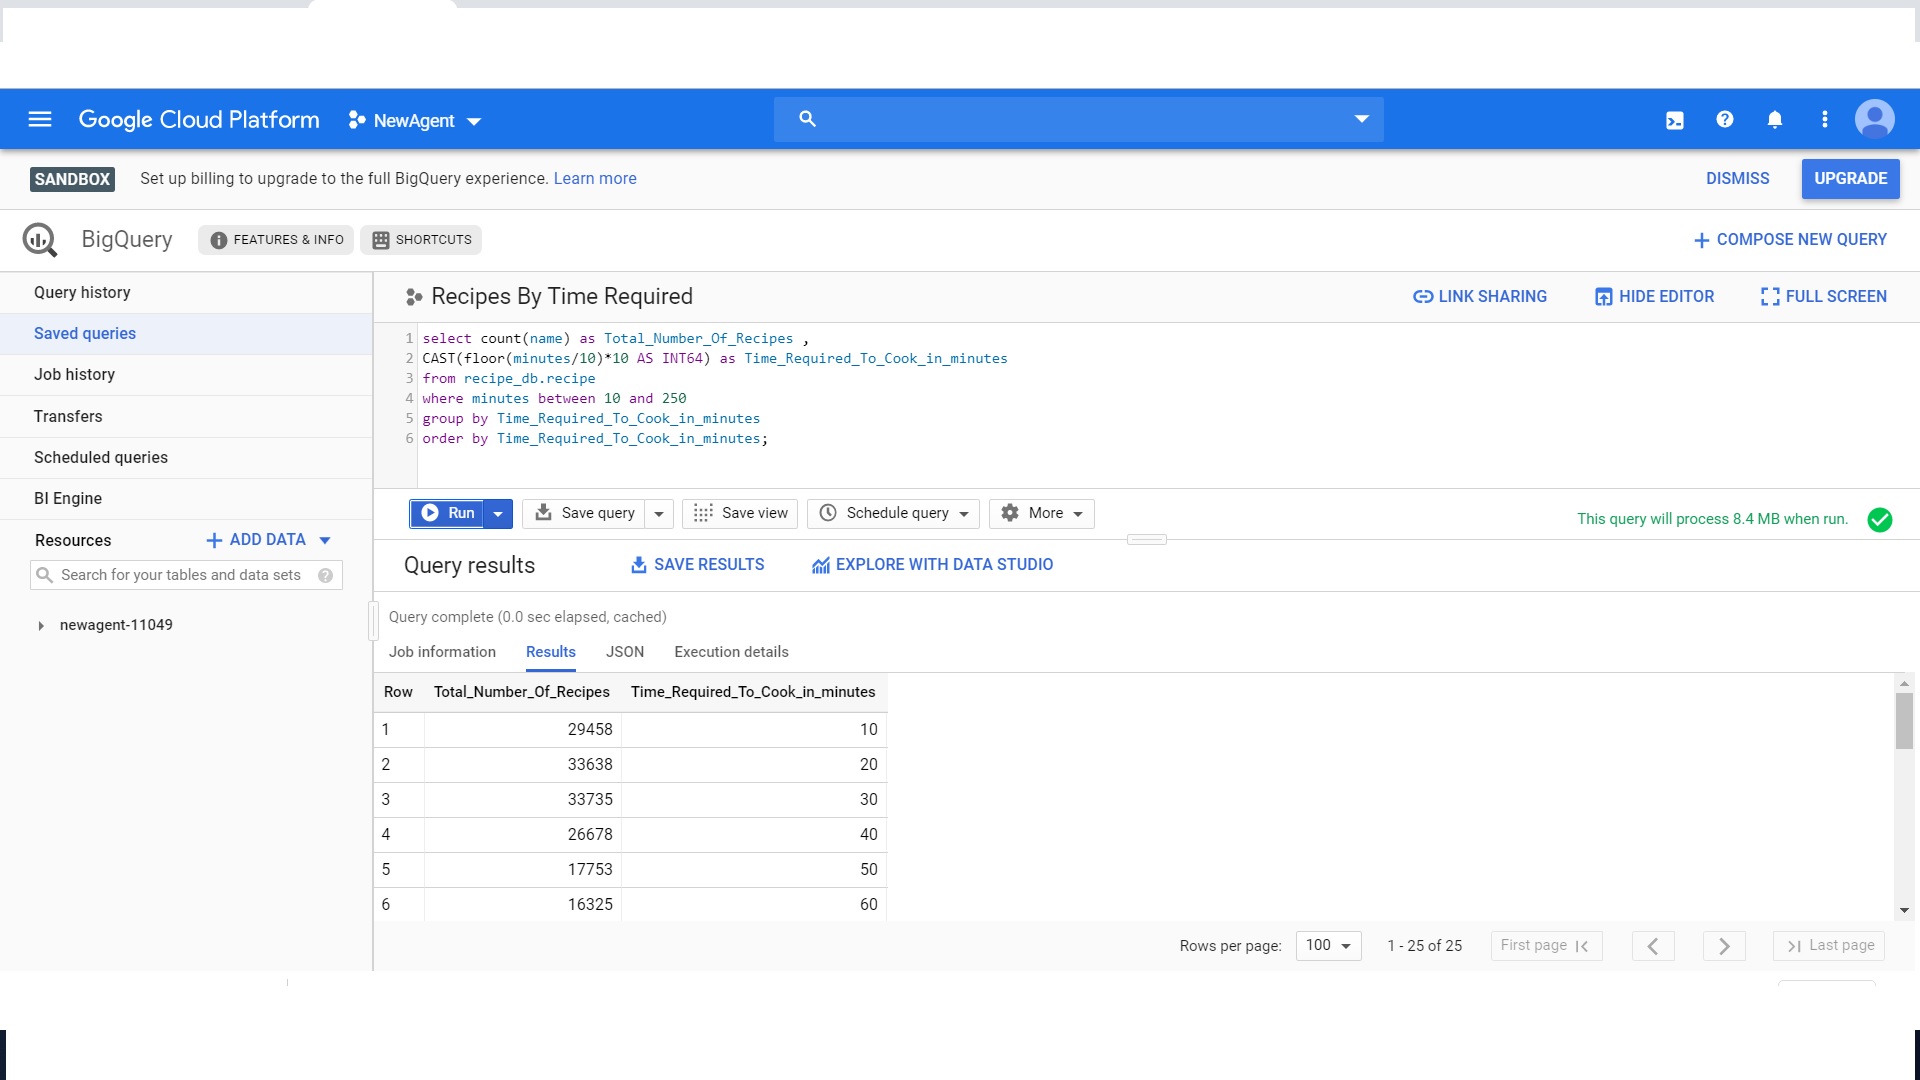 Google Cloud Platform NewAgent
SANDBOX Set up billing to upgrade to the full BigQuery experience. Learn more DISMISS UPGRADE
BigQuery FEATURES & INFO SHORTCUTS + COMPOSE NEW QUERY
Query history
Saved queries
Job history
Transfers
Scheduled queries
BI Engine
Resources + ADD DATA
Search for your tables and data sets
newagent-11049
Recipes By Time Required LINK SHARING HIDE EDITOR FULL SCREEN
1 select count(name) as Total_Number_Of_Recipes ,
2 CAST(floor(minutes/10)*10 AS INT64) as Time_Required_To_Cook_in_minutes
3 from recipe_db.recipe
4 where minutes between 10 and 250
5 group by Time_Required_To_Cook_in_minutes
6 order by Time_Required_To_Cook_in_minutes;
Run Save query Save view Schedule query More
This query will process 8.4 MB when run.
Query results SAVE RESULTS EXPLORE WITH DATA STUDIO
Query complete (0.0 sec elapsed, cached)
Job information Results JSON Execution details
Row Total_Number_Of_Recipes Time_Required_To_Cook_in_minutes
1 29458 10
2 33638 20
3 33735 30
4 26678 40
5 17753 50
6 16325 60
Rows per page: 100 1 - 25 of 25 First page Last page